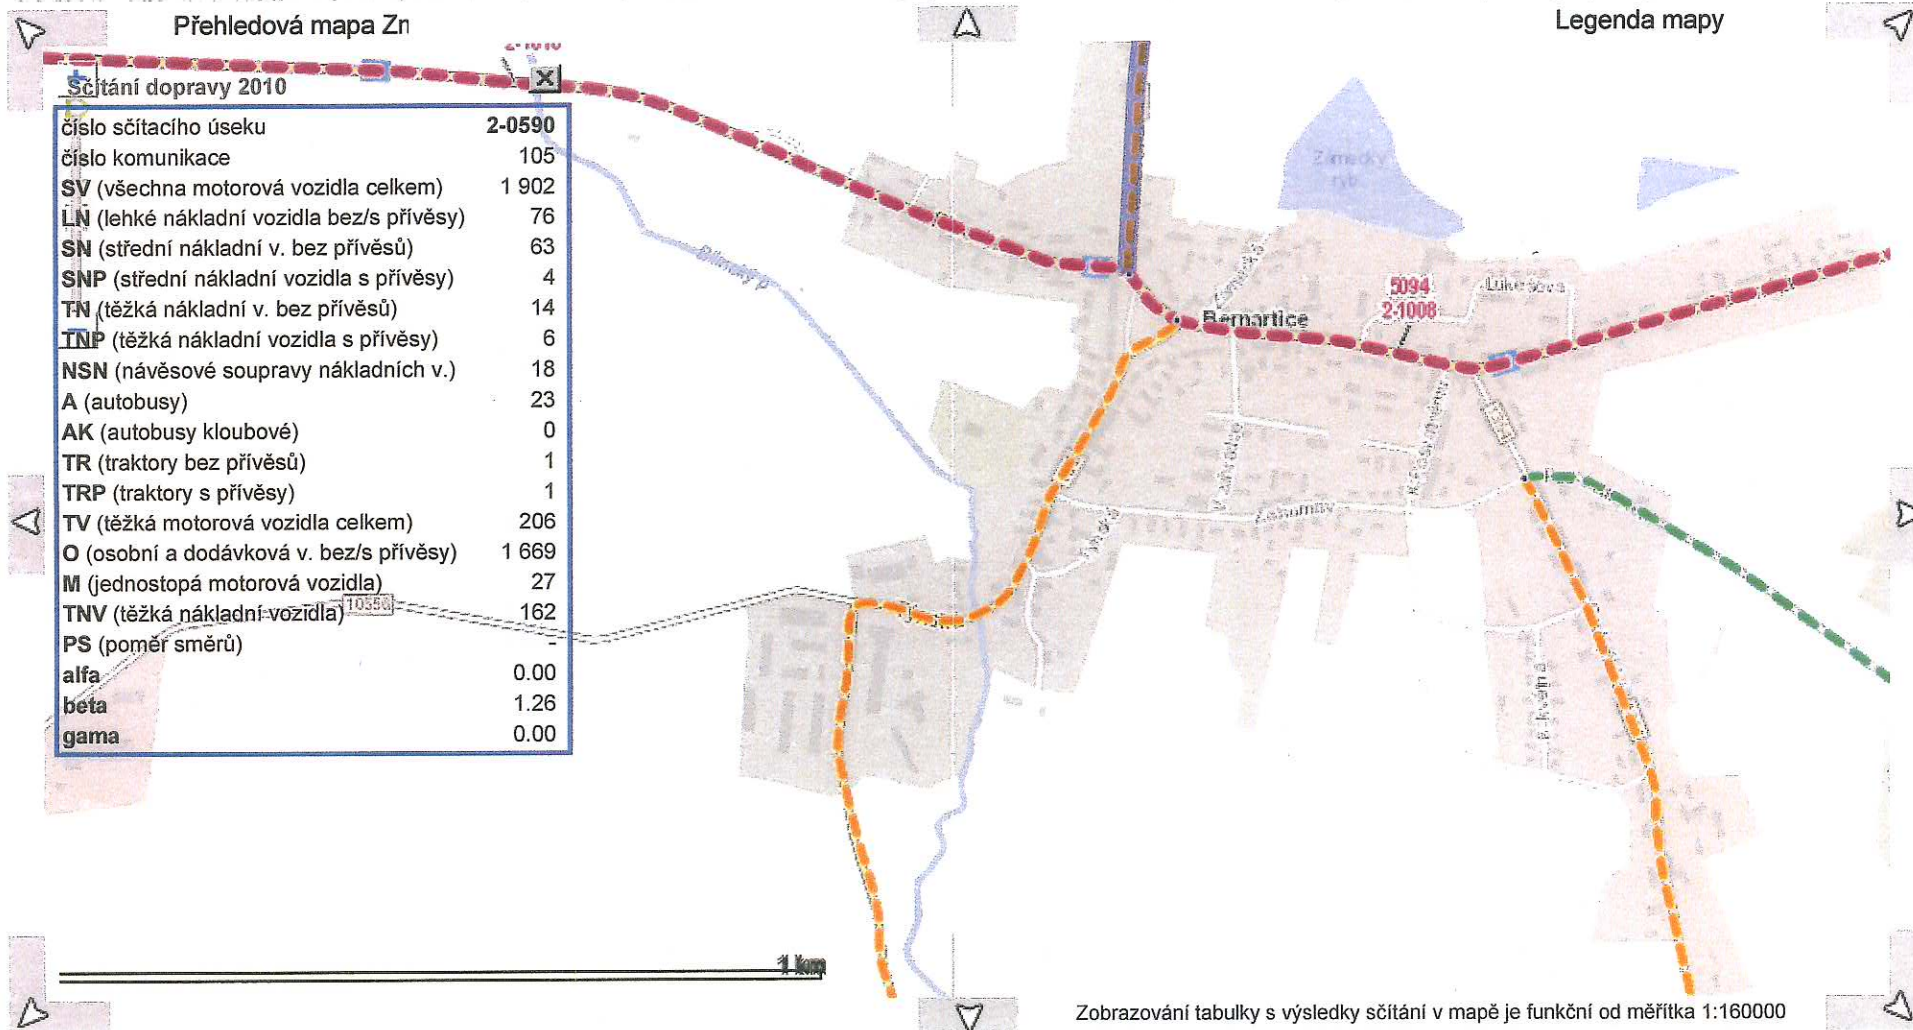 Přehledová mapa Zn
Legenda mapy
2-1010
Sčítání dopravy 2010
číslo sčítacího úseku 2-0590
číslo komunikace 105
SV (všechna motorová vozidla celkem) 1 902
LN (lehké nákladní vozidla bez/s přívěsy) 76
SN (střední nákladní v. bez přívěsů) 63
SNP (střední nákladní vozidla s přívěsy) 4
TN (těžká nákladní v. bez přívěsů) 14
TNP (těžká nákladní vozidla s přívěsy) 6
NSN (návěsové soupravy nákladních v.) 18
A (autobusy) 23
AK (autobusy kloubové) 0
TR (traktory bez přívěsů) 1
TRP (traktory s přívěsy) 1
TV (těžká motorová vozidla celkem) 206
O (osobní a dodávková v. bez/s přívěsy) 1 669
M (jednostopá motorová vozidla) 27
TNV (těžká nákladní vozidla) 162
PS (poměr směrů) -
alfa 0.00
beta 1.26
gama 0.00
10556
Zámecký
ryb.
5094
2-1008
Bernartice
1 km
Zobrazování tabulky s výsledky sčítání v mapě je funkční od měřítka 1:160000